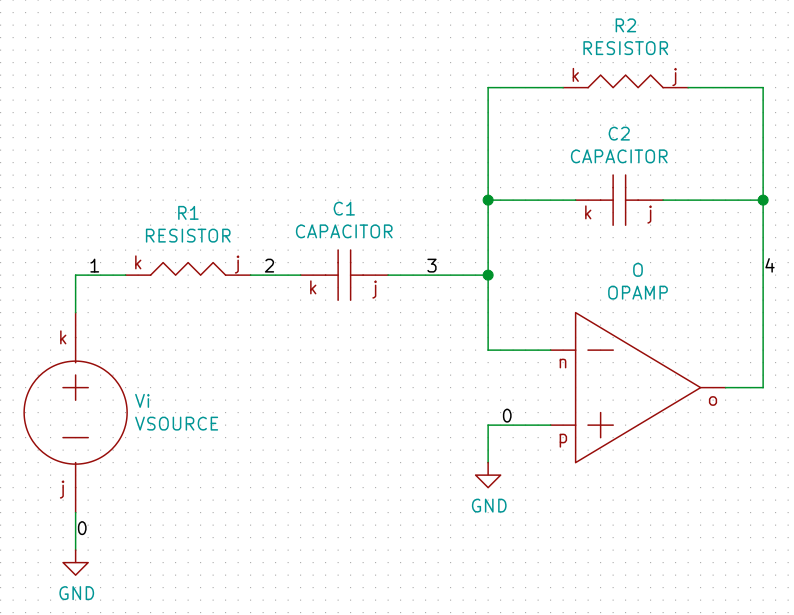 R2
RESISTOR
k
j
C2
CAPACITOR
k
j
R1
RESISTOR
C1
CAPACITOR
1
k
j
2
k
j
3
O
OPAMP
4
k
n
o
Vi
VSOURCE
0
p
j
0
GND
GND